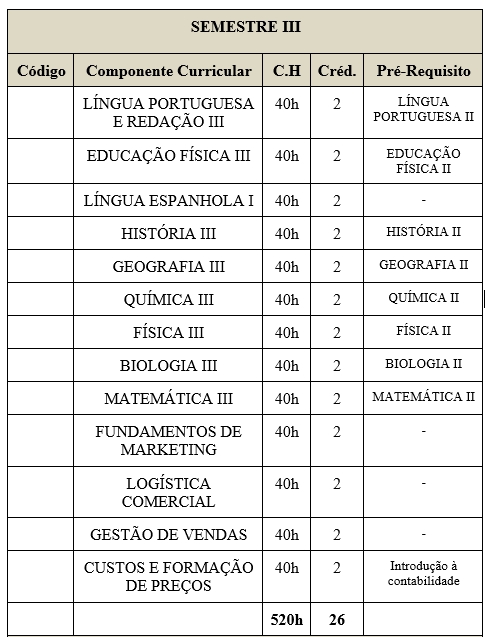 SEMESTRE III
Código Componente Curricular C.H Créd. Pré-Requisito
LÍNGUA PORTUGUESA E REDAÇÃO III 40h 2 LÍNGUA PORTUGUESA II
EDUCAÇÃO FÍSICA III 40h 2 EDUCAÇÃO FÍSICA II
LÍNGUA ESPANHOLA I 40h 2 -
HISTÓRIA III 40h 2 HISTÓRIA II
GEOGRAFIA III 40h 2 GEOGRAFIA II
QUÍMICA III 40h 2 QUÍMICA II
FÍSICA III 40h 2 FÍSICA II
BIOLOGIA III 40h 2 BIOLOGIA II
MATEMÁTICA III 40h 2 MATEMÁTICA II
FUNDAMENTOS DE MARKETING 40h 2 -
LOGÍSTICA COMERCIAL 40h 2 -
GESTÃO DE VENDAS 40h 2 -
CUSTOS E FORMAÇÃO DE PREÇOS 40h 2 Introdução à contabilidade
520h 26